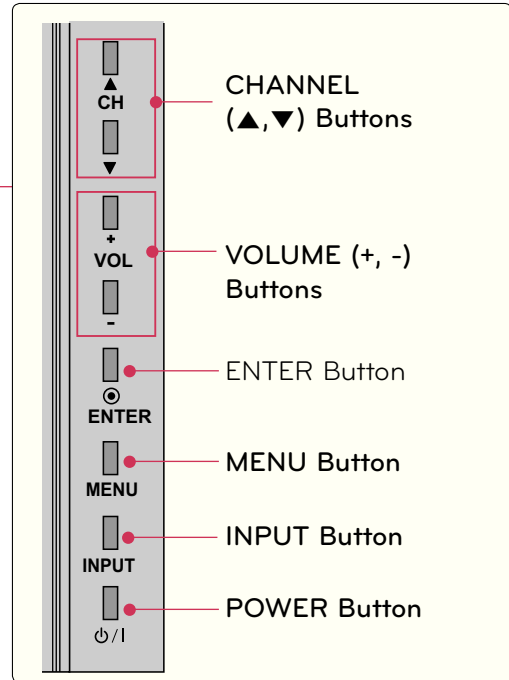 ▲
CH
▼
CHANNEL
(▲,▼) Buttons
+
VOL
-
VOLUME (+, -)
Buttons
ENTER
ENTER Button
MENU
MENU Button
INPUT
INPUT Button
⏻/I
POWER Button